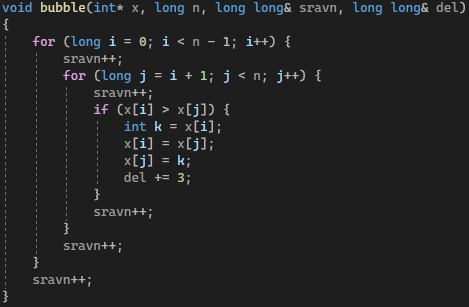 void bubble(int* x, long n, long long& sravn, long long& del)
{
    for (long i = 0; i < n - 1; i++) {
        sravn++;
        for (long j = i + 1; j < n; j++) {
            sravn++;
            if (x[i] > x[j]) {
                int k = x[i];
                x[i] = x[j];
                x[j] = k;
                del += 3;
            }
            sravn++;
        }
        sravn++;
    }
    sravn++;
}